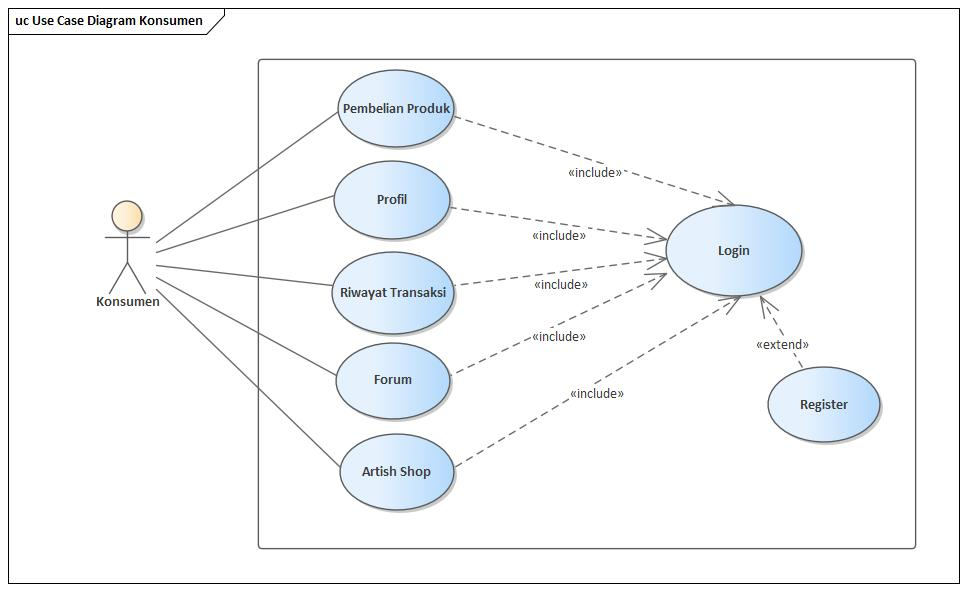 uc Use Case Diagram Konsumen
Pembelian Produk
«include»
Profil
«include»
Login
Konsumen
Riwayat Transaksi
«include»
«include»
«extend»
Forum
«include»
Register
Artish Shop